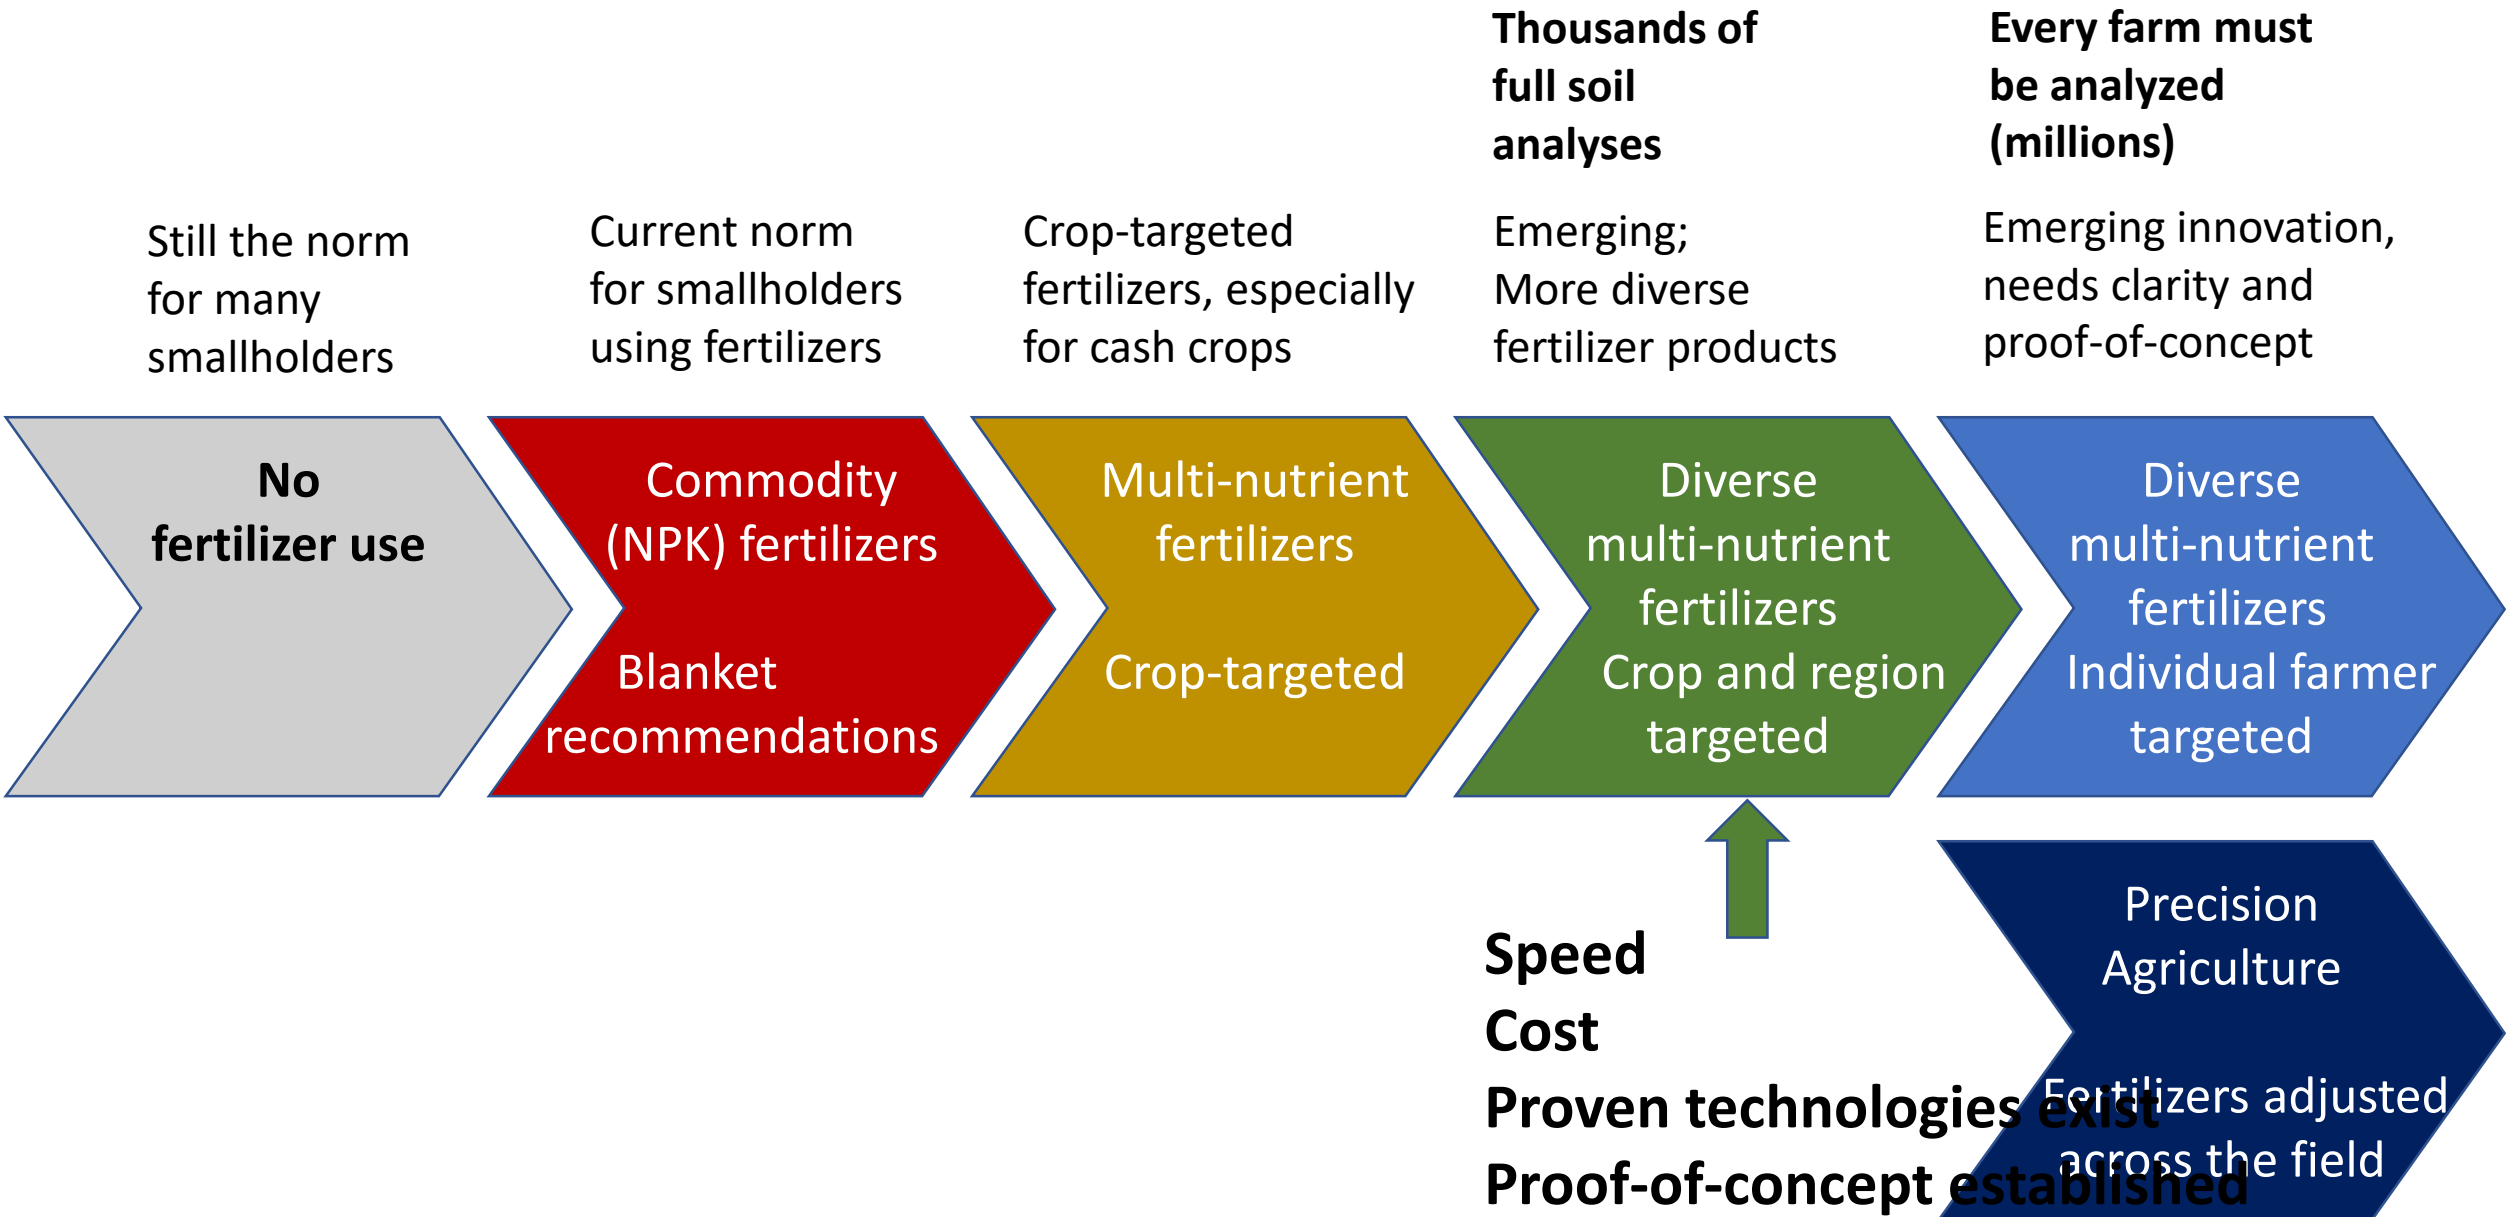 Thousands of
full soil
analyses
Every farm must
be analyzed
(millions)
Still the norm
for many
smallholders
Current norm
for smallholders
using fertilizers
Crop-targeted
fertilizers, especially
for cash crops
Emerging;
More diverse
fertilizer products
Emerging innovation,
needs clarity and
proof-of-concept
No
fertilizer use
Commodity
(NPK) fertilizers
Blanket
recommendations
Multi-nutrient
fertilizers
Crop-targeted
Diverse
multi-nutrient
fertilizers
Crop and region
targeted
Diverse
multi-nutrient
fertilizers
Individual farmer
targeted
Speed
Cost
Proven technologies exist
Proof-of-concept established
Precision
Agriculture
Fertilizers adjusted
across the field